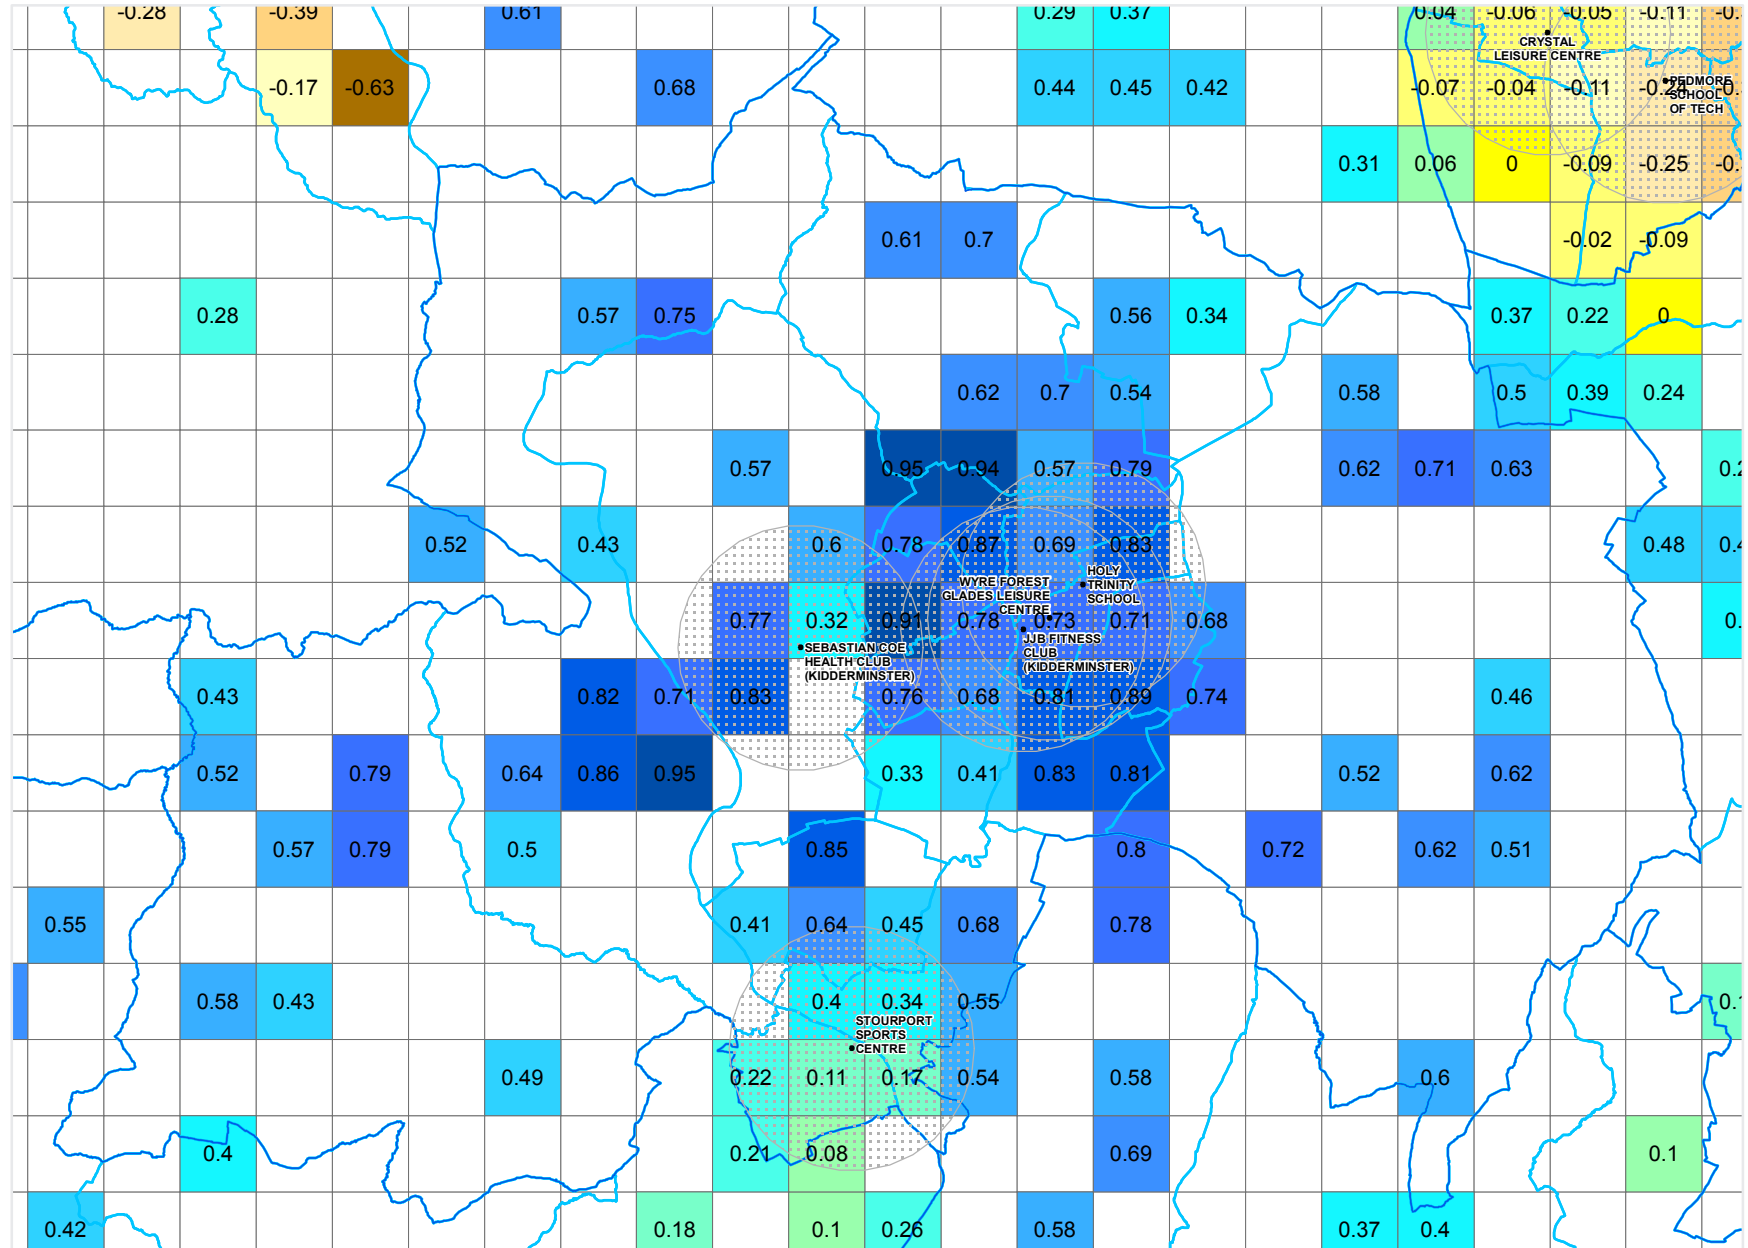 -0.28 -0.39 0.61 0.29 0.37 0.04 -0.06 -0.05 -0.11
CRYSTAL
LEISURE CENTRE
-0.17 -0.63 0.68 0.44 0.45 0.42 -0.07 -0.04 -0.11 -0.24
PEDMORE
SCHOOL
OF TECH
0.31 0.06 0 -0.09 -0.25
0.61 0.7 -0.02 -0.09
0.28 0.57 0.75 0.56 0.34 0.37 0.22 0
0.62 0.7 0.54 0.58 0.5 0.39 0.24
0.57 0.95 0.94 0.57 0.79 0.62 0.71 0.63
0.52 0.43 0.6 0.78 0.87 0.69 0.83 0.48
HOLY
TRINITY
SCHOOL
WYRE FOREST
GLADES LEISURE
CENTRE
0.77 0.32 0.91 0.78 0.73 0.71 0.68
JJB FITNESS
CLUB
(KIDDERMINSTER)
SEBASTIAN COE
HEALTH CLUB
(KIDDERMINSTER)
0.43 0.82 0.71 0.83 0.76 0.68 0.81 0.89 0.74 0.46
0.52 0.79 0.64 0.86 0.95 0.33 0.41 0.83 0.81 0.52 0.62
0.57 0.79 0.5 0.85 0.8 0.72 0.62 0.51
0.55 0.41 0.64 0.45 0.68 0.78
0.58 0.43 0.4 0.34 0.55
STOURPORT
SPORTS
CENTRE
0.49 0.22 0.11 0.17 0.54 0.58 0.6
0.4 0.21 0.08 0.69 0.1
0.42 0.18 0.1 0.26 0.58 0.37 0.4